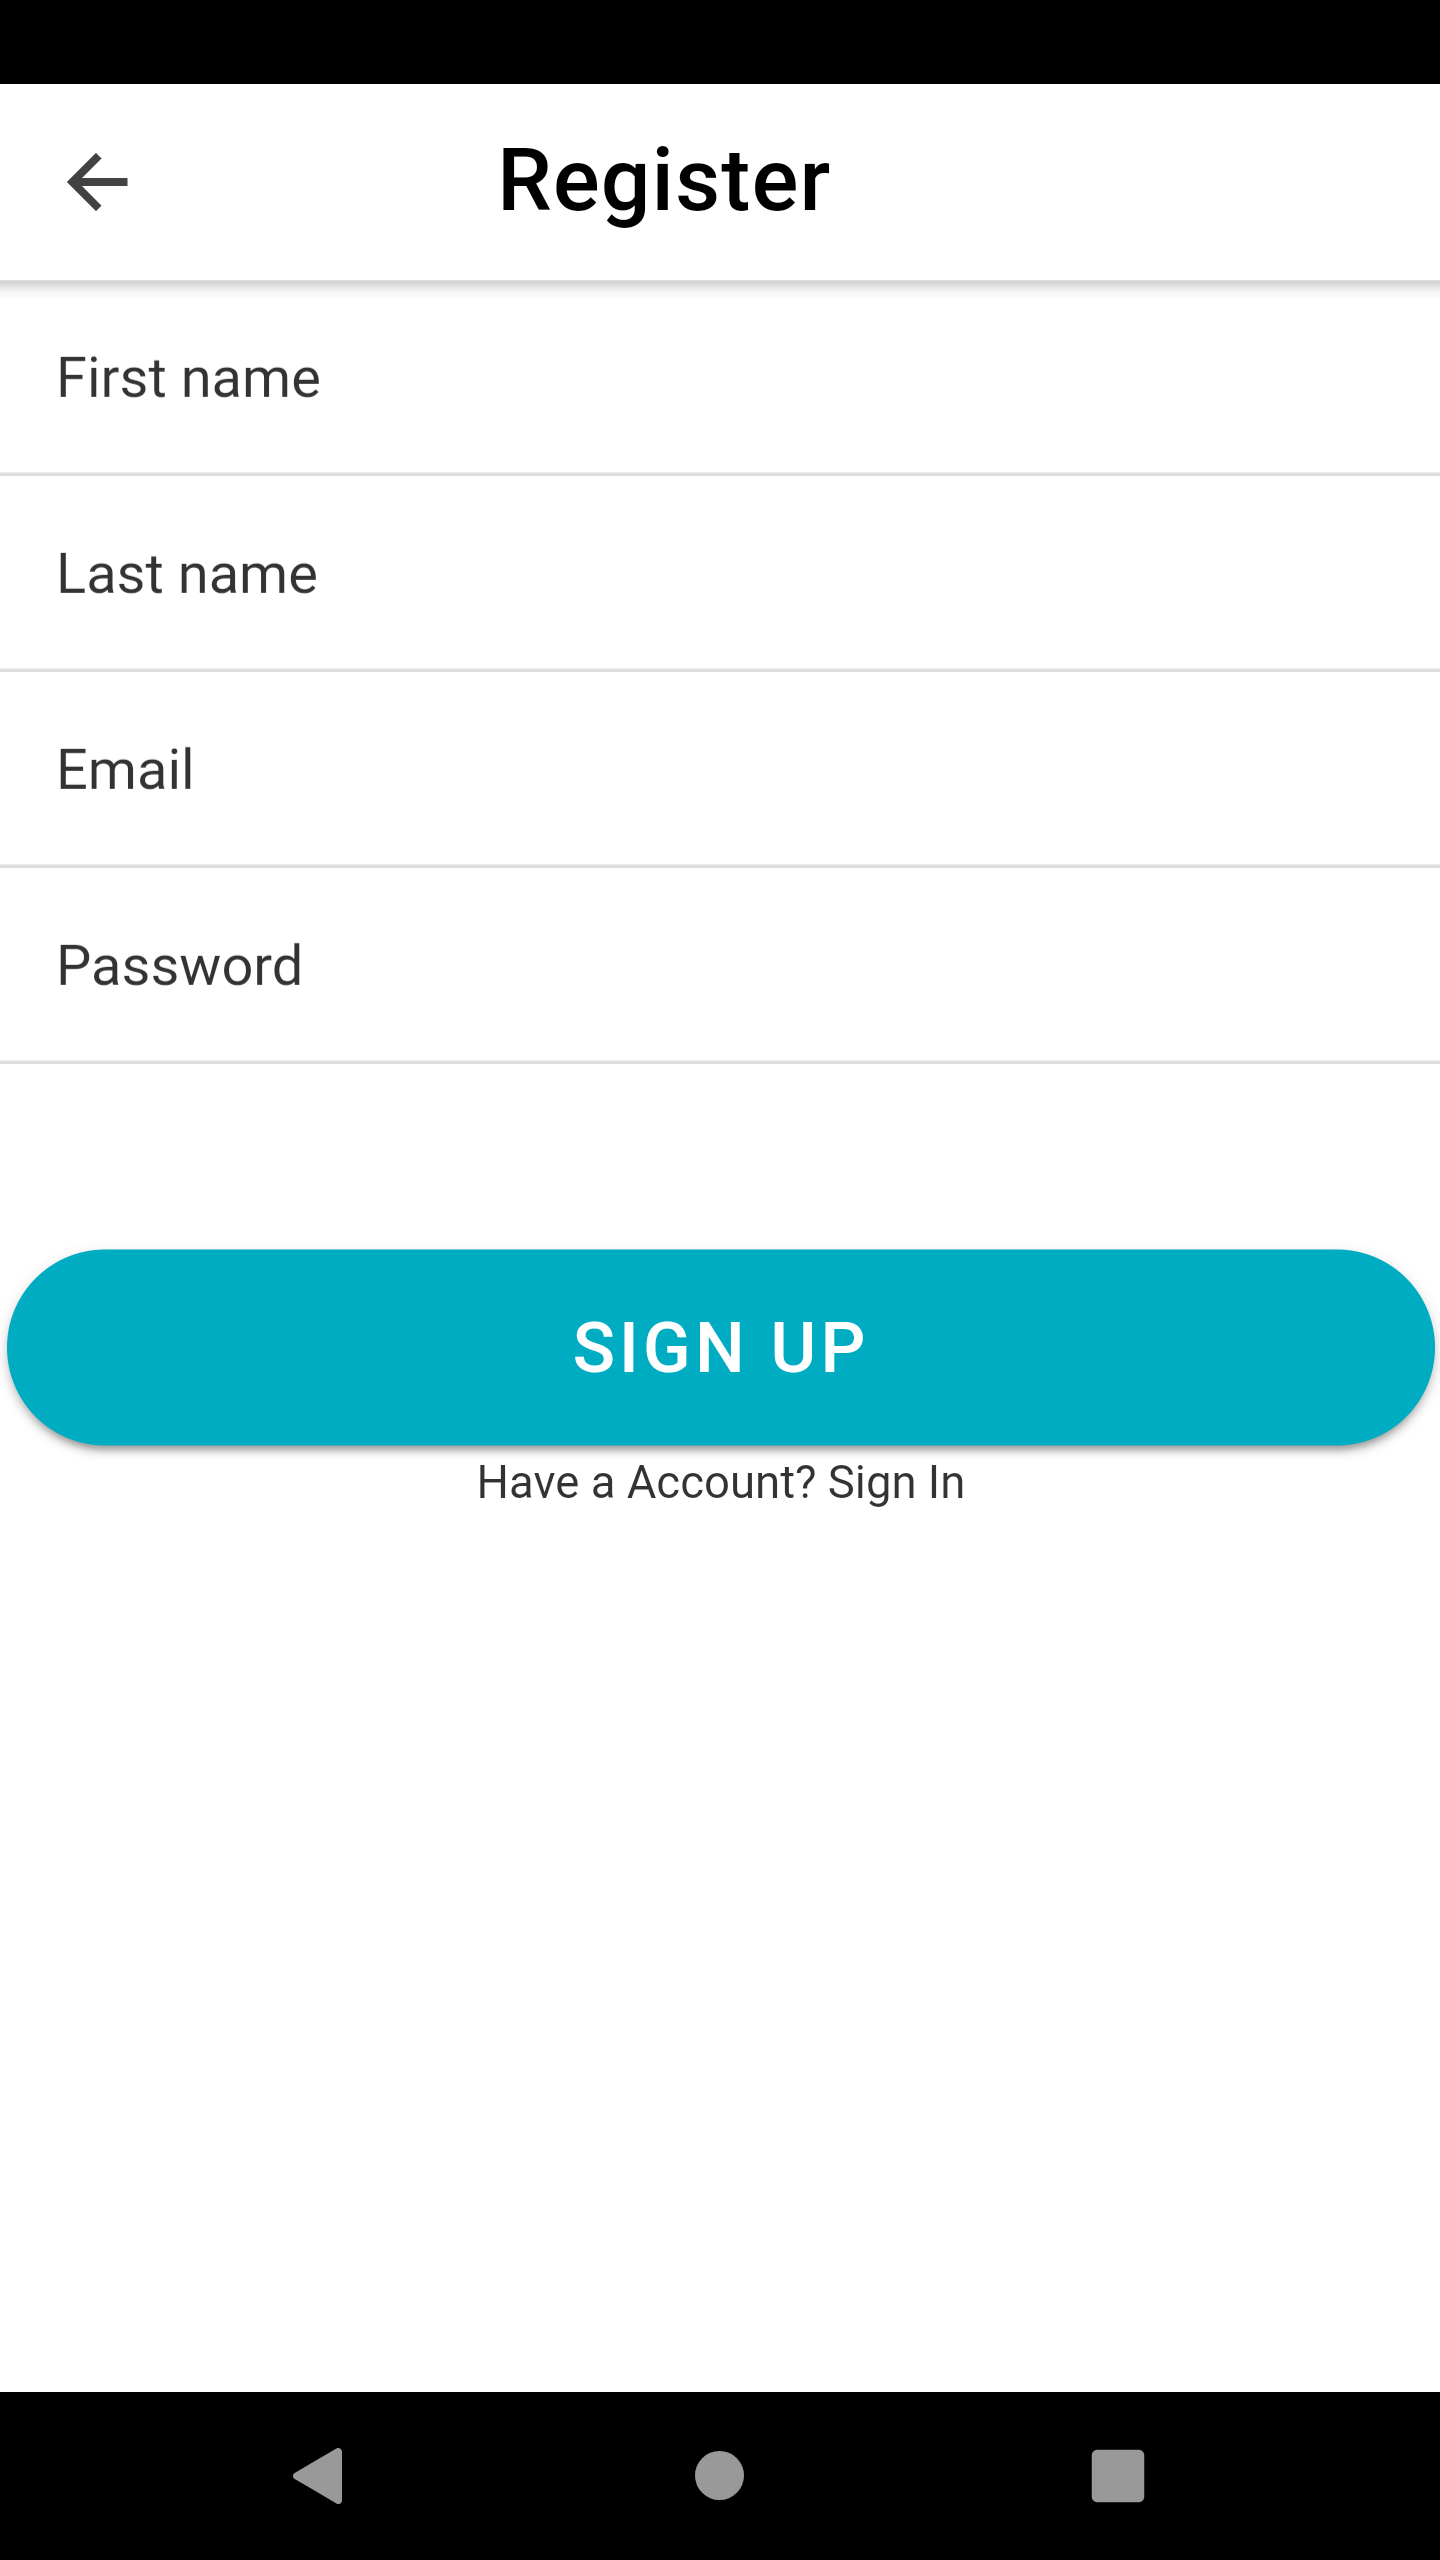 Register
First name
Last name
Email
Password
SIGN UP
Have a Account? Sign In